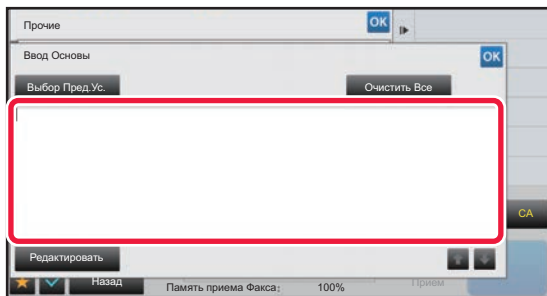 Прочие OK
Ввод Основы OK
Выбор Пред.Ус. Очистить Все
CA
Редактировать
Назад Память приема Факса: 100% Прием